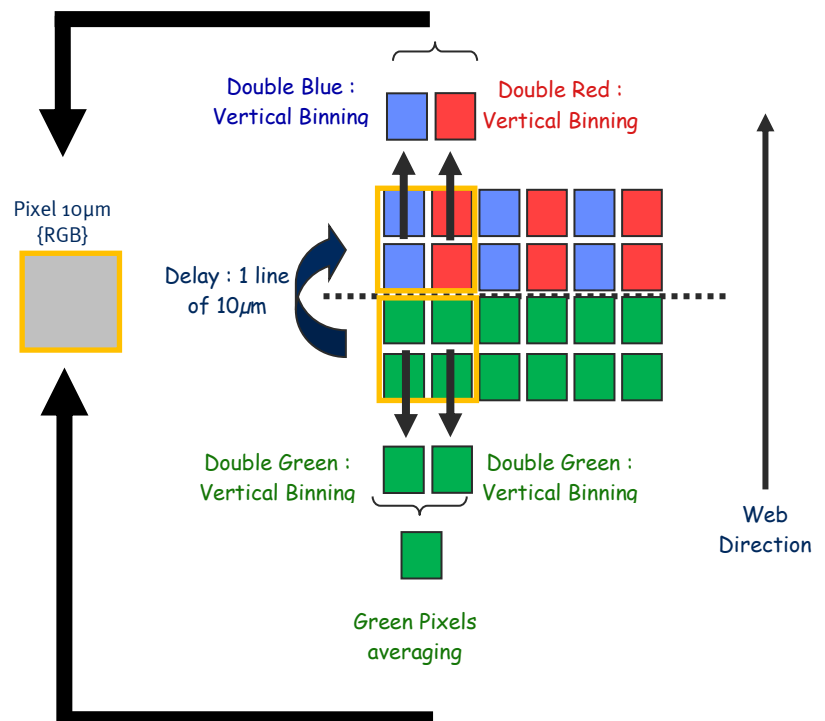 Double Blue :
Vertical Binning
Double Red :
Vertical Binning
Pixel 10µm
{RGB}
Delay : 1 line
of 10µm
Double Green :
Vertical Binning
Double Green :
Vertical Binning
Web
Direction
Green Pixels
averaging